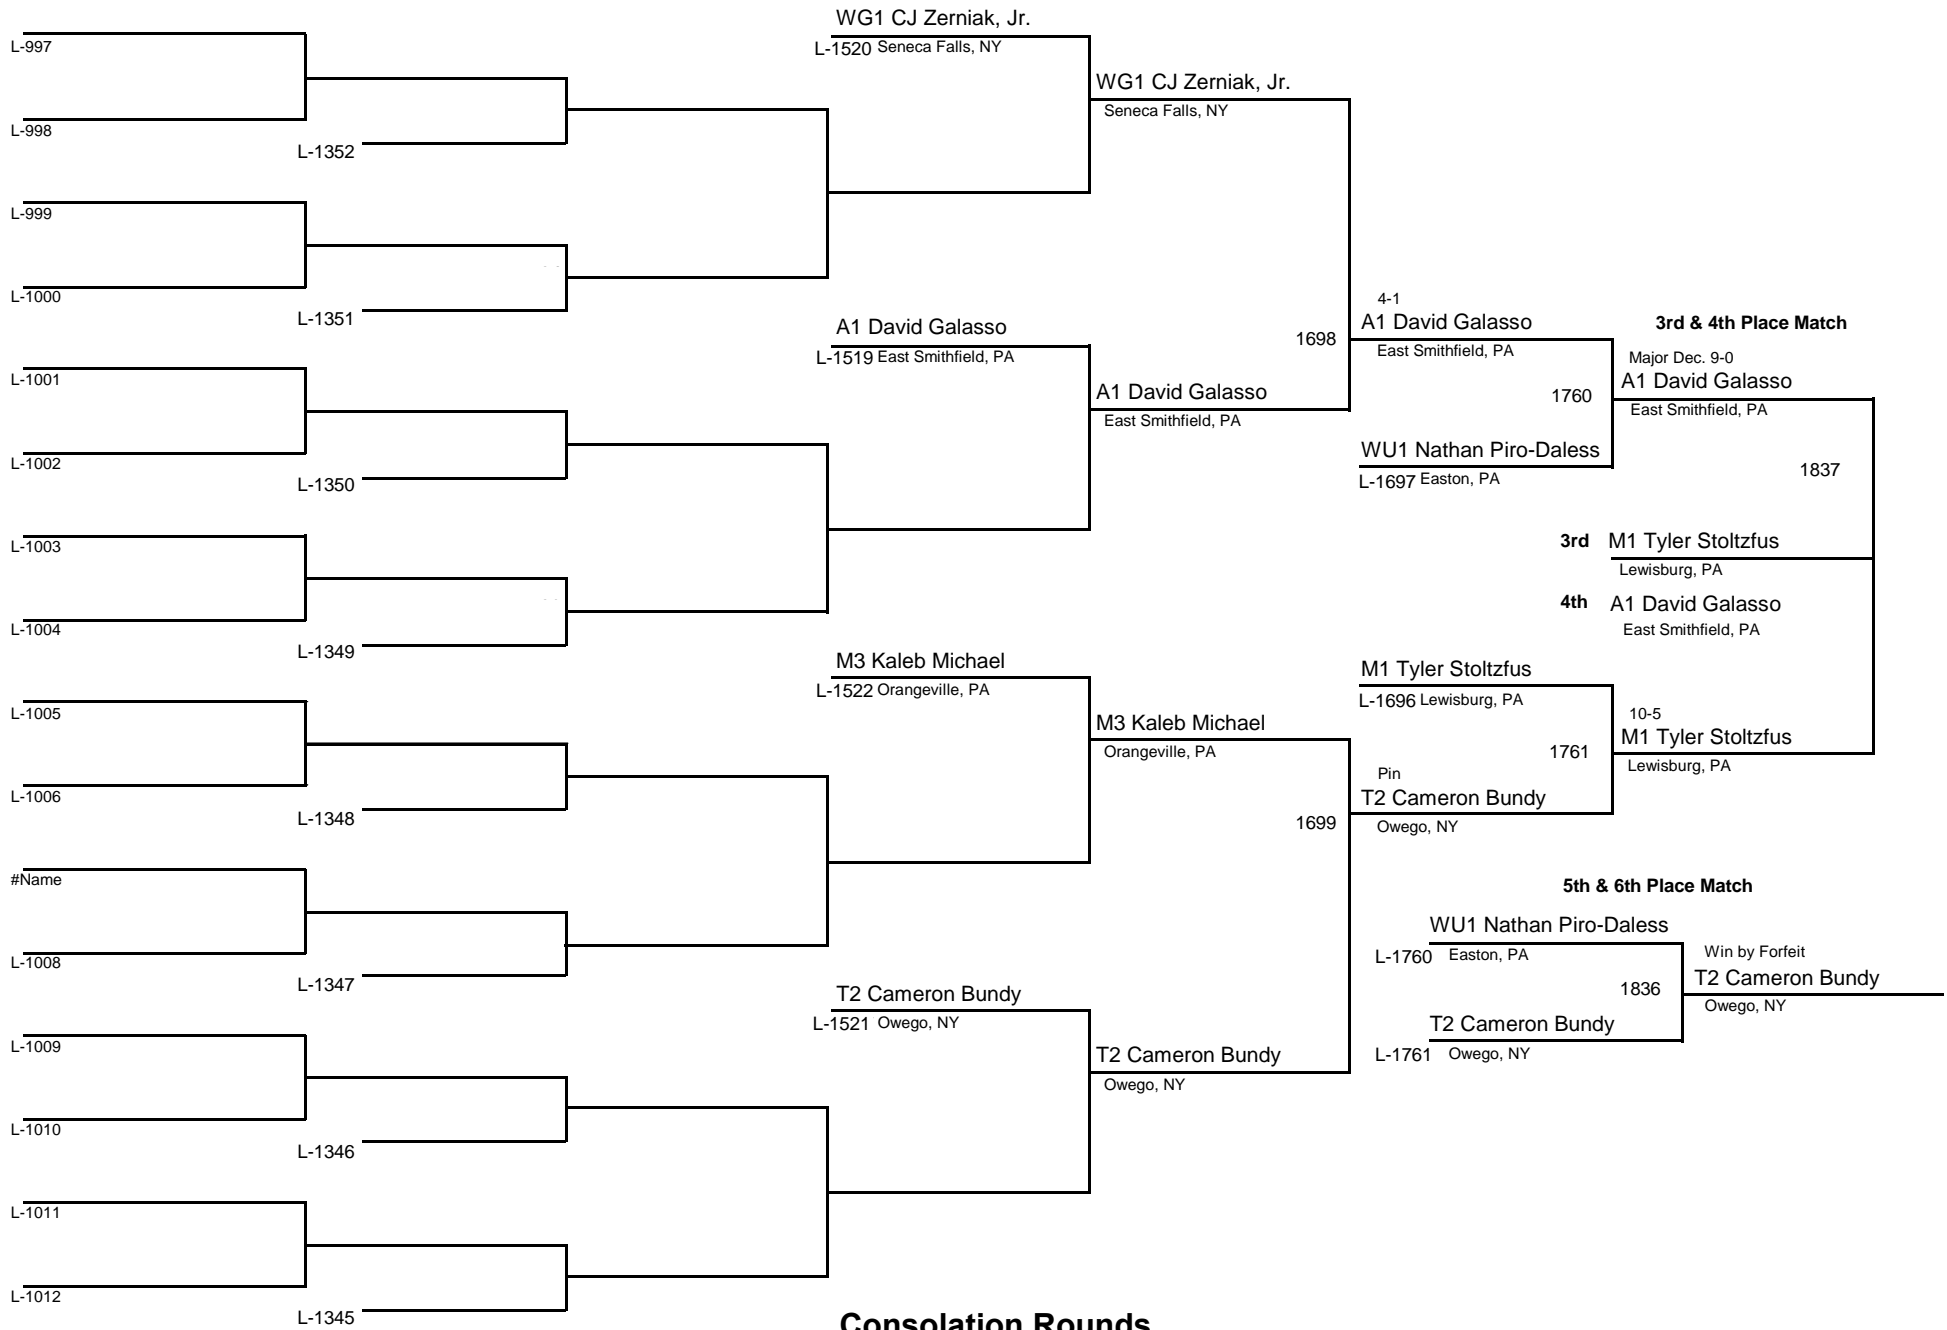 L-997
L-998
L-1352
L-999
L-1000
L-1351
L-1001
L-1002
L-1350
L-1003
L-1004
L-1349
L-1005
L-1006
L-1348
#Name
L-1008
L-1347
L-1009
L-1010
L-1346
L-1011
L-1012
L-1345
WG1 CJ Zerniak, Jr.
L-1520 Seneca Falls, NY
A1 David Galasso
L-1519 East Smithfield, PA
M3 Kaleb Michael
L-1522 Orangeville, PA
T2 Cameron Bundy
L-1521 Owego, NY
WG1 CJ Zerniak, Jr.
Seneca Falls, NY
1698
A1 David Galasso
East Smithfield, PA
M3 Kaleb Michael
Orangeville, PA
1699
T2 Cameron Bundy
Owego, NY
4-1
A1 David Galasso
East Smithfield, PA
1760
WU1 Nathan Piro-Daless
L-1697 Easton, PA
M1 Tyler Stoltzfus
L-1696 Lewisburg, PA
1761
Pin
T2 Cameron Bundy
Owego, NY
3rd & 4th Place Match
Major Dec. 9-0
A1 David Galasso
East Smithfield, PA
1837
3rd M1 Tyler Stoltzfus
Lewisburg, PA
4th A1 David Galasso
East Smithfield, PA
10-5
M1 Tyler Stoltzfus
Lewisburg, PA
5th & 6th Place Match
WU1 Nathan Piro-Daless
L-1760 Easton, PA
1836
T2 Cameron Bundy
L-1761 Owego, NY
Win by Forfeit
T2 Cameron Bundy
Owego, NY
Consolation Rounds